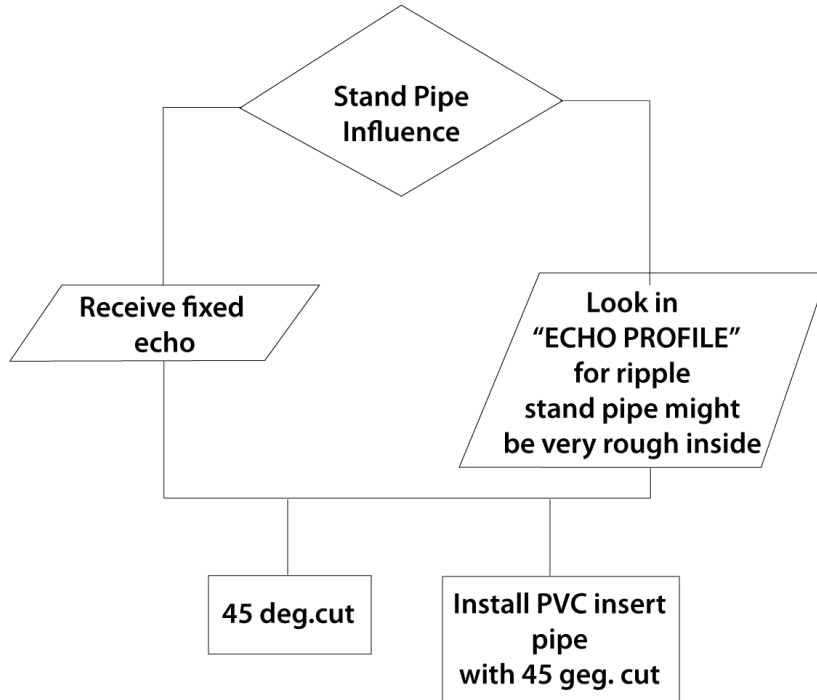 Stand Pipe
Influence
Receive fixed
echo
Look in
“ECHO PROFILE”
for ripple
stand pipe might
be very rough inside
45 deg.cut
Install PVC insert
pipe
with 45 geg. cut